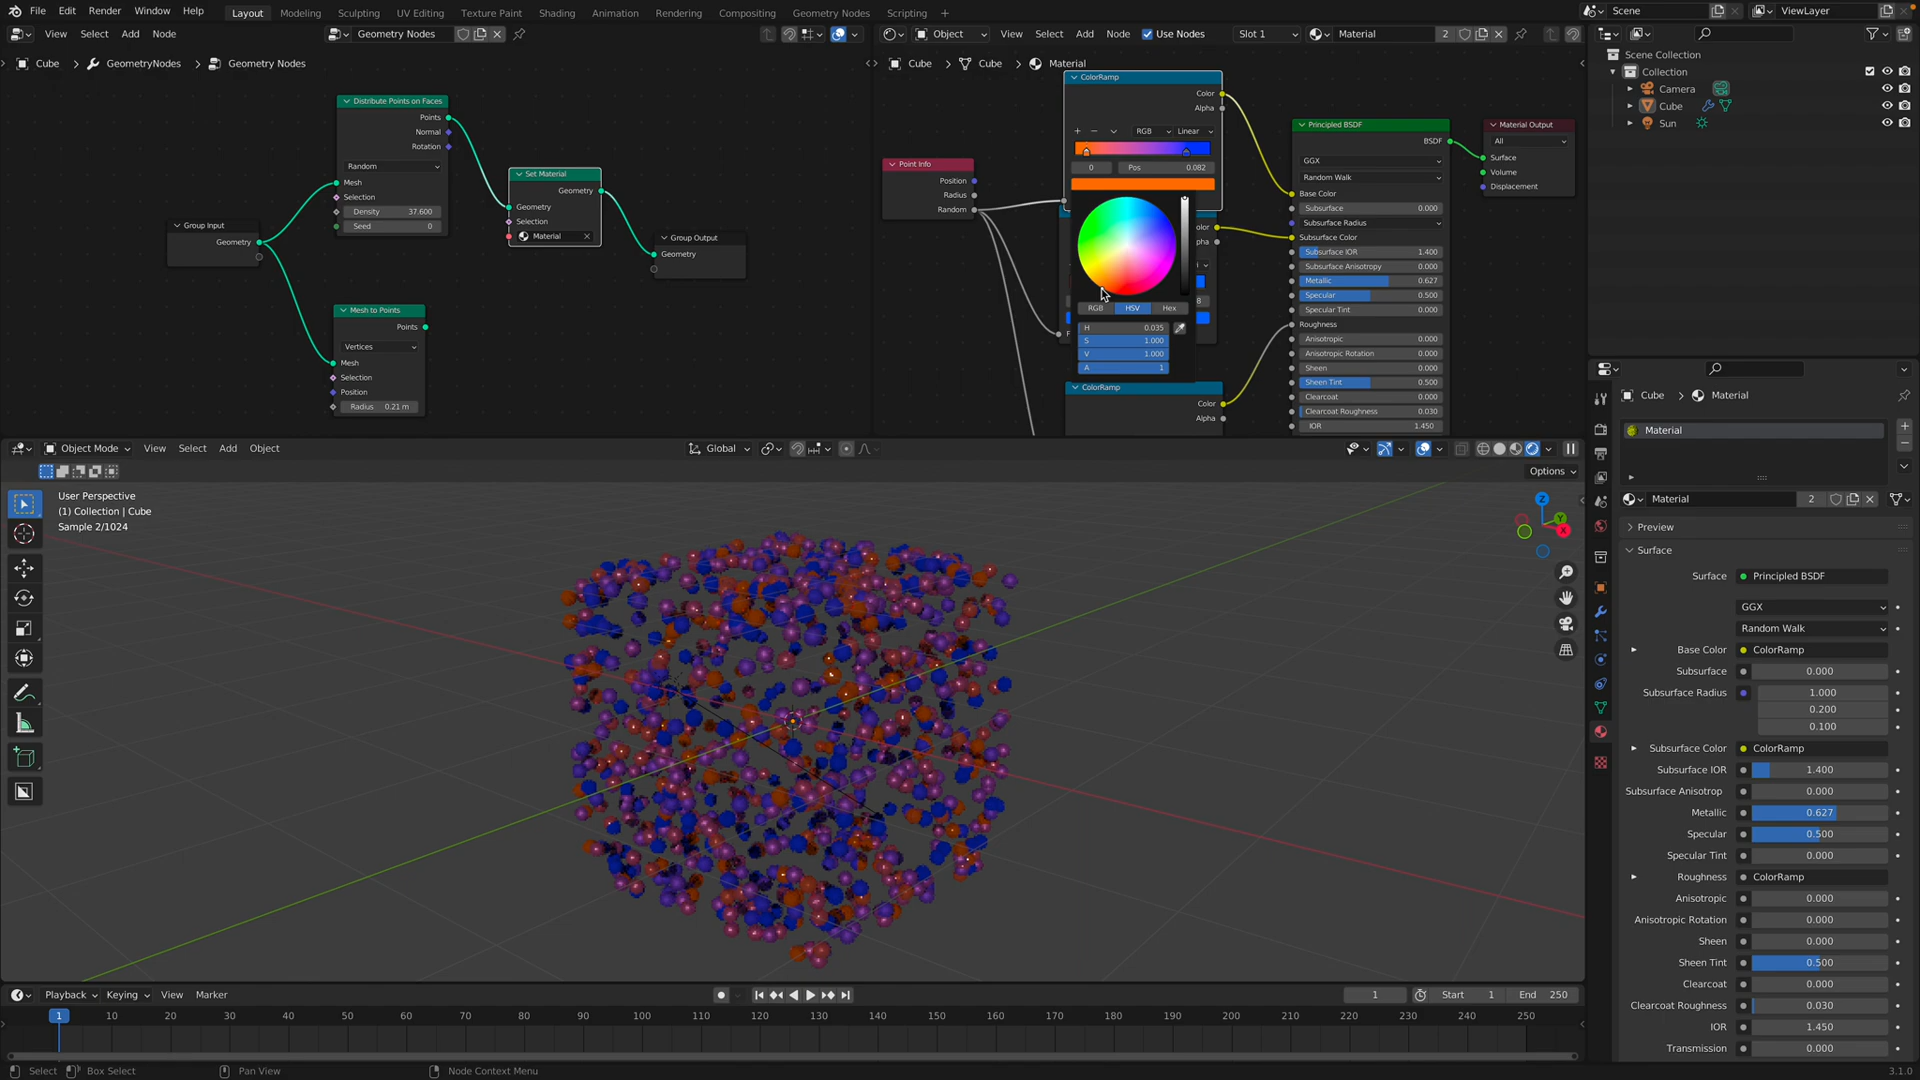 File Edit Render Window Help Layout Modeling Sculpting UV Editing Texture Paint Shading Animation Rendering Compositing Geometry Nodes Scripting + Scene ViewLayer
View Select Add Node Geometry Nodes
Object View Select Add Node Use Nodes Slot 1 Material 2
Cube > GeometryNodes > Geometry Nodes
Cube > Cube > Material
Scene Collection
Collection
Camera
Cube
Sun
Distribute Points on Faces
Points
Normal
Rotation
Random
Mesh
Selection
Density 37.600
Seed 0
Group Input
Geometry
Set Material
Geometry
Geometry
Selection
Material
Group Output
Geometry
Mesh to Points
Points
Vertices
Mesh
Selection
Position
Radius 0.21 m
Point Info
Position
Radius
Random
ColorRamp
Color
Alpha
RGB Linear
0 Pos 0.082
RGB HSV Hex
H 0.035
S 1.000
V 1.000
A 1
ColorRamp
Color
Alpha
Principled BSDF
BSDF
GGX
Random Walk
Base Color
Subsurface 0.000
Subsurface Radius
Subsurface Color
Subsurface IOR 1.400
Subsurface Anisotropy 0.000
Metallic 0.627
Specular 0.500
Specular Tint 0.000
Roughness
Anisotropic 0.000
Anisotropic Rotation 0.000
Sheen 0.000
Sheen Tint 0.500
Clearcoat 0.000
Clearcoat Roughness 0.030
IOR 1.450
Material Output
All
Surface
Volume
Displacement
Object Mode View Select Add Object Global
Options
User Perspective
(1) Collection | Cube
Sample 2/1024
Z
Y
X
Cube > Material
Material
Material 2
Preview
Surface
Surface Principled BSDF
GGX
Random Walk
Base Color ColorRamp
Subsurface 0.000
Subsurface Radius 1.000
0.200
0.100
Subsurface Color ColorRamp
Subsurface IOR 1.400
Subsurface Anisotrop 0.000
Metallic 0.627
Specular 0.500
Specular Tint 0.000
Roughness ColorRamp
Anisotropic 0.000
Anisotropic Rotation 0.000
Sheen 0.000
Sheen Tint 0.500
Clearcoat 0.000
Clearcoat Roughness 0.030
IOR 1.450
Transmission 0.000
Playback Keying View Marker 1 Start 1 End 250
1 10 20 30 40 50 60 70 80 90 100 110 120 130 140 150 160 170 180 190 200 210 220 230 240 250
Select Box Select Pan View Node Context Menu 3.1.0